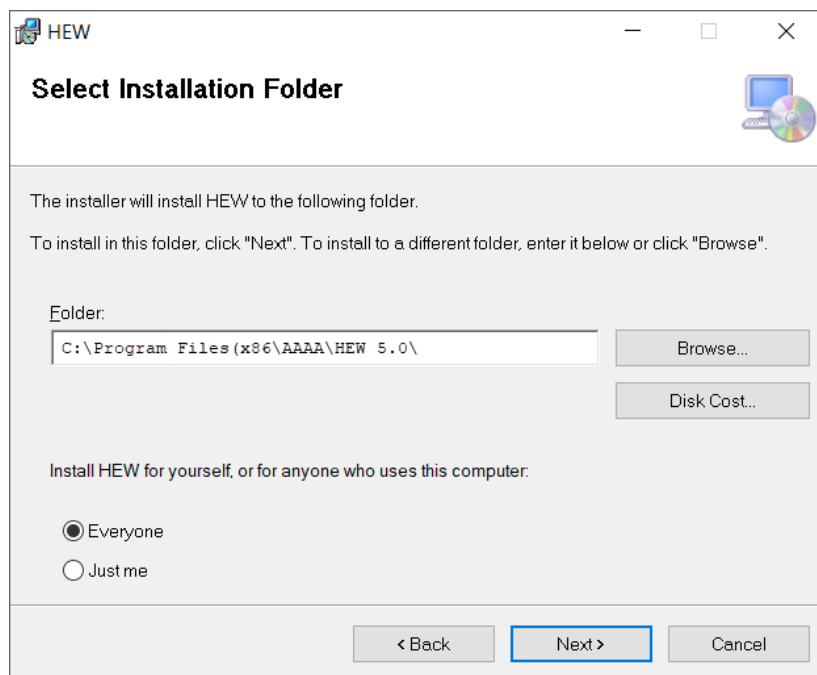 HEW
Select Installation Folder
The installer will install HEW to the following folder.
To install in this folder, click "Next". To install to a different folder, enter it below or click "Browse".
Folder:
C:\Program Files(x86\AAAA\HEW 5.0\
Browse...
Disk Cost...
Install HEW for yourself, or for anyone who uses this computer:
Everyone
Just me
< Back
Next >
Cancel